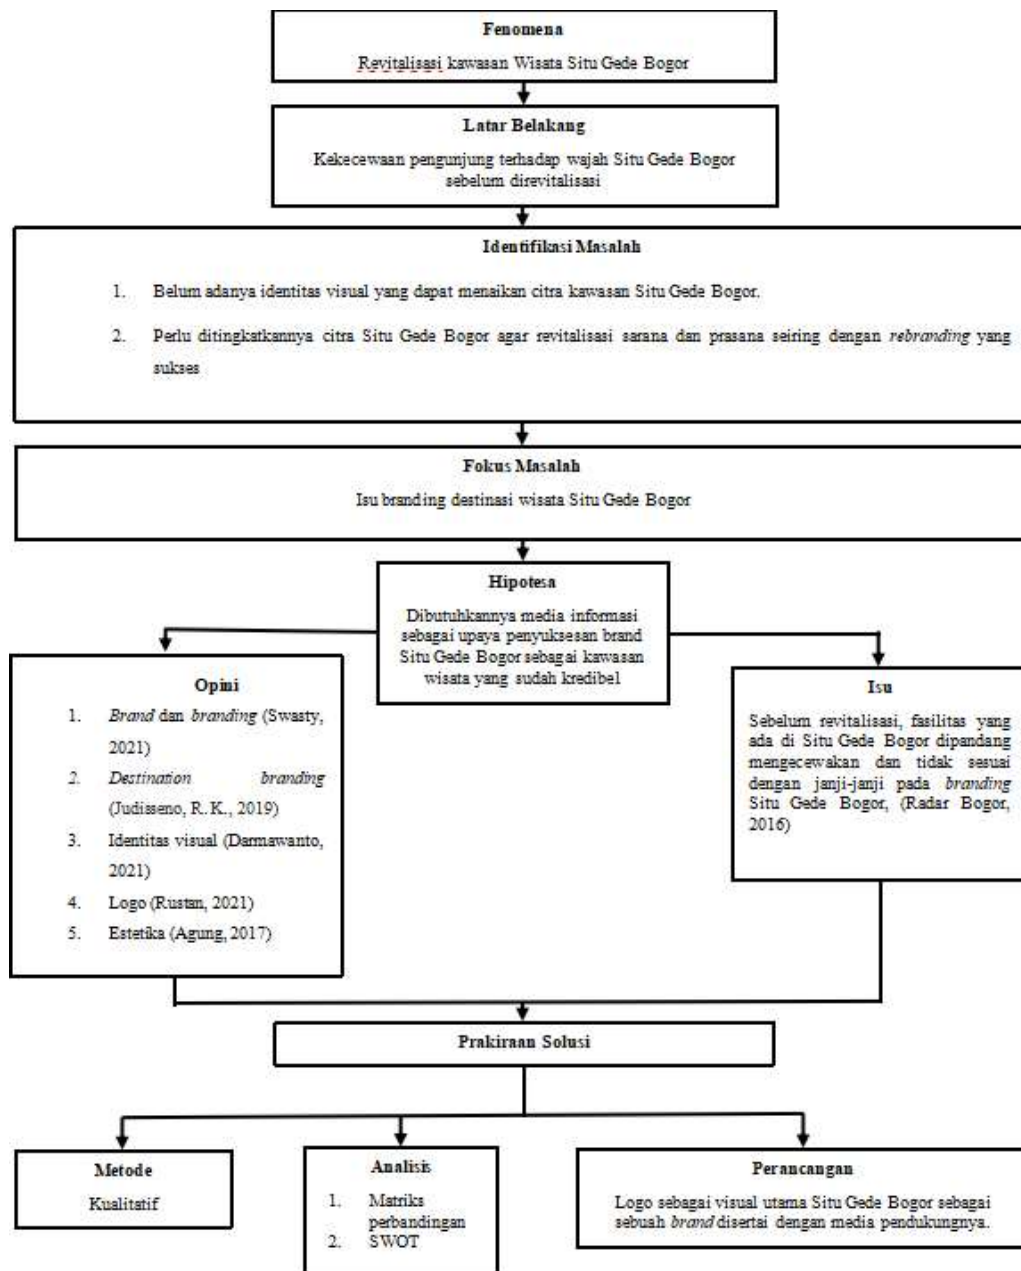 Fenomena
Revitalisasi kawasan Wisata Situ Gede Bogor
Latar Belakang
Kekecewaan pengunjung terhadap wajah Situ Gede Bogor
sebelum direvitalisasi
Identifikasi Masalah
1. Belum adanya identitas visual yang dapat menaikan citra kawasan Situ Gede Bogor.
2. Perlu ditingkatkannya citra Situ Gede Bogor agar revitalisasi sarana dan prasana seiring dengan rebranding yang
sukses
Fokus Masalah
Isu branding destinasi wisata Situ Gede Bogor
Hipotesa
Dibutuhkannya media informasi
sebagai upaya penyuksesan brand
Situ Gede Bogor sebagai kawasan
wisata yang sudah kredibel
Opini
1. Brand dan branding (Swasty,
2021)
2. Destination branding
(Judisseno, R. K., 2019)
3. Identitas visual (Darmawanto,
2021)
4. Logo (Rustan, 2021)
5. Estetika (Agung, 2017)
Isu
Sebelum revitalisasi, fasilitas yang
ada di Situ Gede Bogor dipandang
mengecewakan dan tidak sesuai
dengan janji-janji pada branding
Situ Gede Bogor, (Radar Bogor,
2016)
Prakiraan Solusi
Metode
Kualitatif
Analisis
1. Matriks
perbandingan
2. SWOT
Perancangan
Logo sebagai visual utama Situ Gede Bogor sebagai
sebuah brand disertai dengan media pendukungnya.